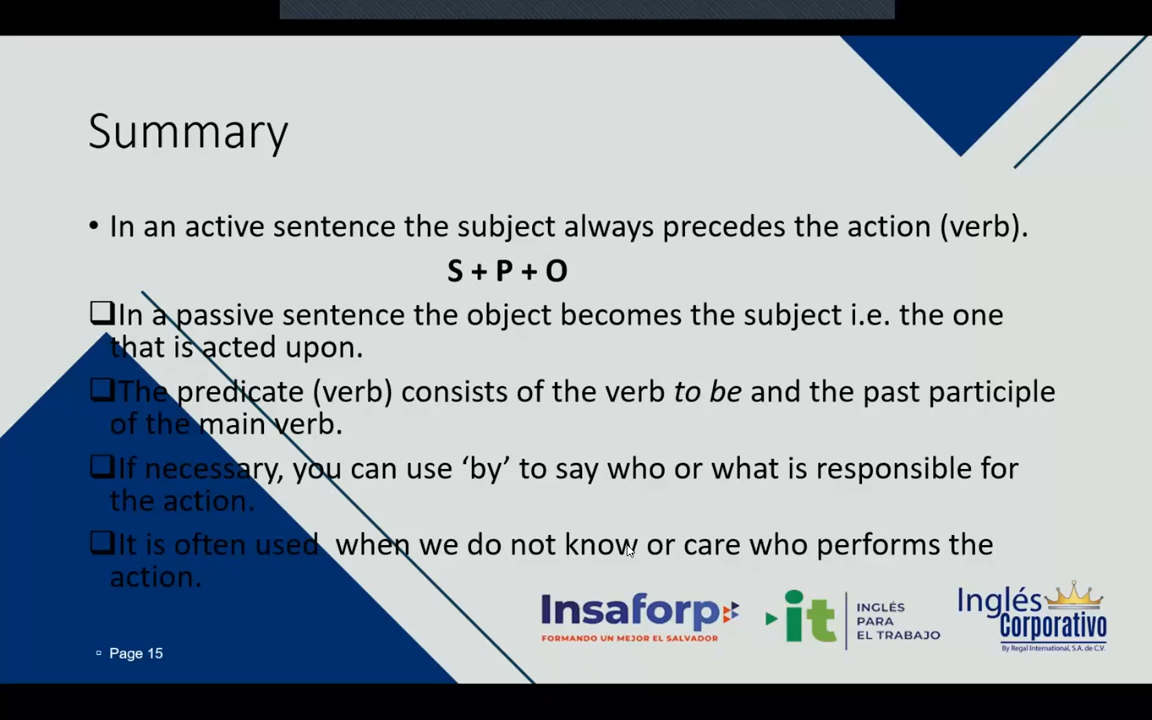 Summary
• In an active sentence the subject always precedes the action (verb).
S + P + O
❑In a passive sentence the object becomes the subject i.e. the one
that is acted upon.
❑The predicate (verb) consists of the verb to be and the past participle
of the main verb.
❑If necessary, you can use ‘by’ to say who or what is responsible for
the action.
❑It is often used  when we do not know or care who performs the
action.
Insaforp
FORMANDO UN MEJOR EL SALVADOR
it
INGLÉS
PARA
EL TRABAJO
Inglés
Corporativo
By Regal International, S.A. de C.V.
Page 15